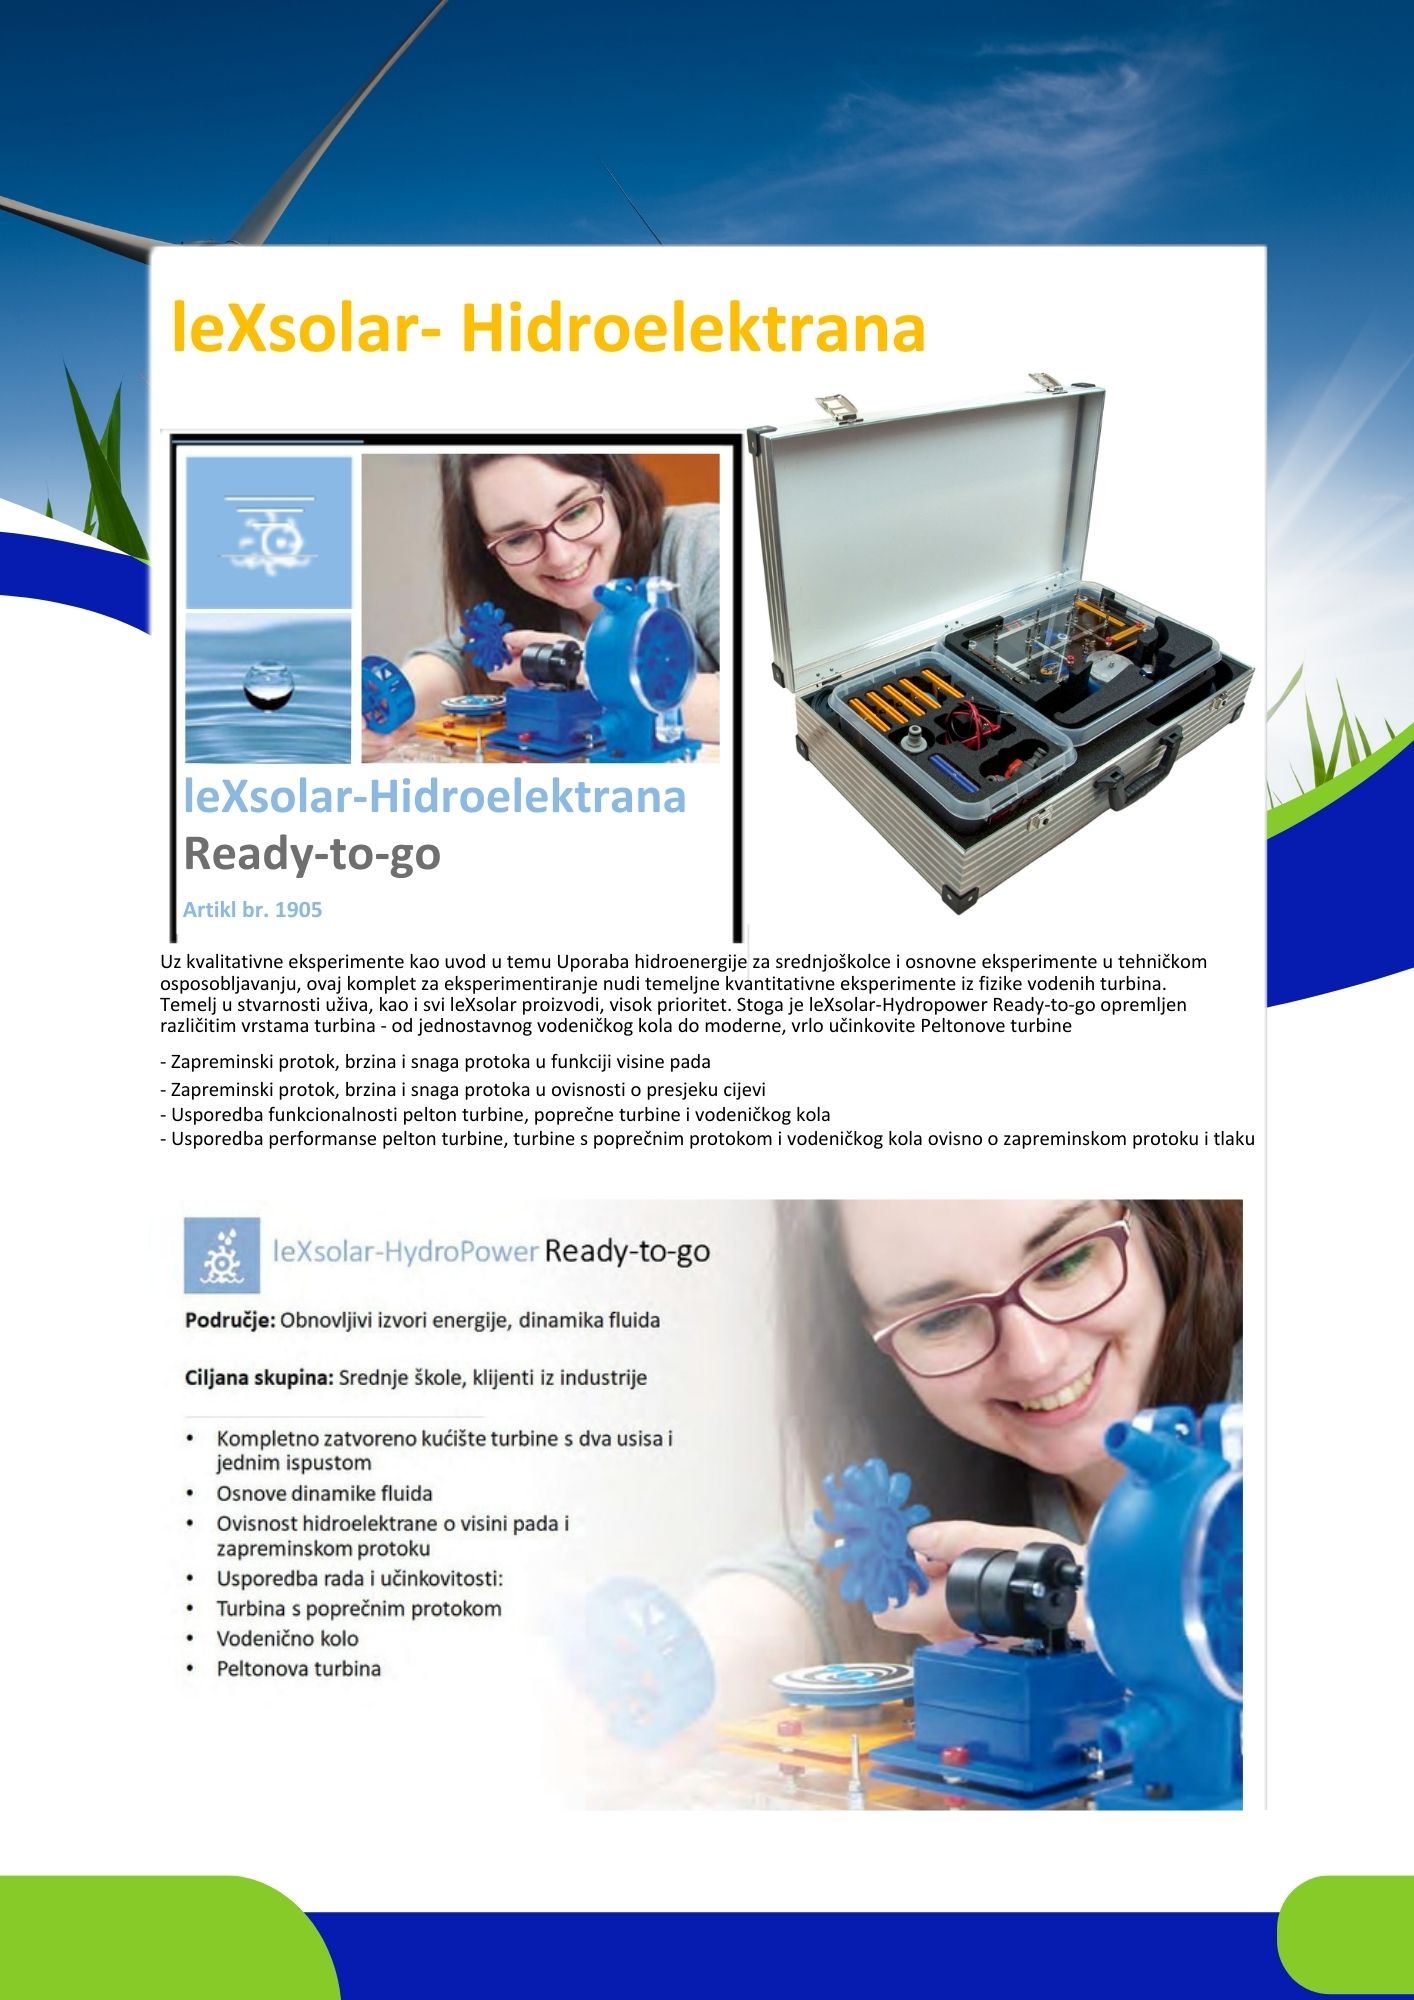 leXsolar- Hidroelektrana
leXsolar-Hidroelektrana
Ready-to-go
Artikl br. 1905
Uz kvalitativne eksperimente kao uvod u temu Uporaba hidroenergije za srednjoškolce i osnovne eksperimente u tehničkom
osposobljavanju, ovaj komplet za eksperimentiranje nudi temeljne kvantitativne eksperimente iz fizike vodenih turbina.
Temelj u stvarnosti uživa, kao i svi leXsolar proizvodi, visok prioritet. Stoga je leXsolar-Hydropower Ready-to-go opremljen
različitim vrstama turbina - od jednostavnog vodeničkog kola do moderne, vrlo učinkovite Peltonove turbine
- Zapreminski protok, brzina i snaga protoka u funkciji visine pada
- Zapreminski protok, brzina i snaga protoka u ovisnosti o presjeku cijevi
- Usporedba funkcionalnosti pelton turbine, poprečne turbine i vodeničkog kola
- Usporedba performanse pelton turbine, turbine s poprečnim protokom i vodeničkog kola ovisno o zapreminskom protoku i tlaku
leXsolar-HydroPower Ready-to-go
Područje: Obnovljivi izvori energije, dinamika fluida
Ciljana skupina: Srednje škole, klijenti iz industrije
• Kompletno zatvoreno kućište turbine s dva usisa i
jednim ispustom
• Osnove dinamike fluida
• Ovisnost hidroelektrane o visini pada i
zapreminskom protoku
• Usporedba rada i učinkovitosti:
• Turbina s poprečnim protokom
• Vodenično kolo
• Peltonova turbina